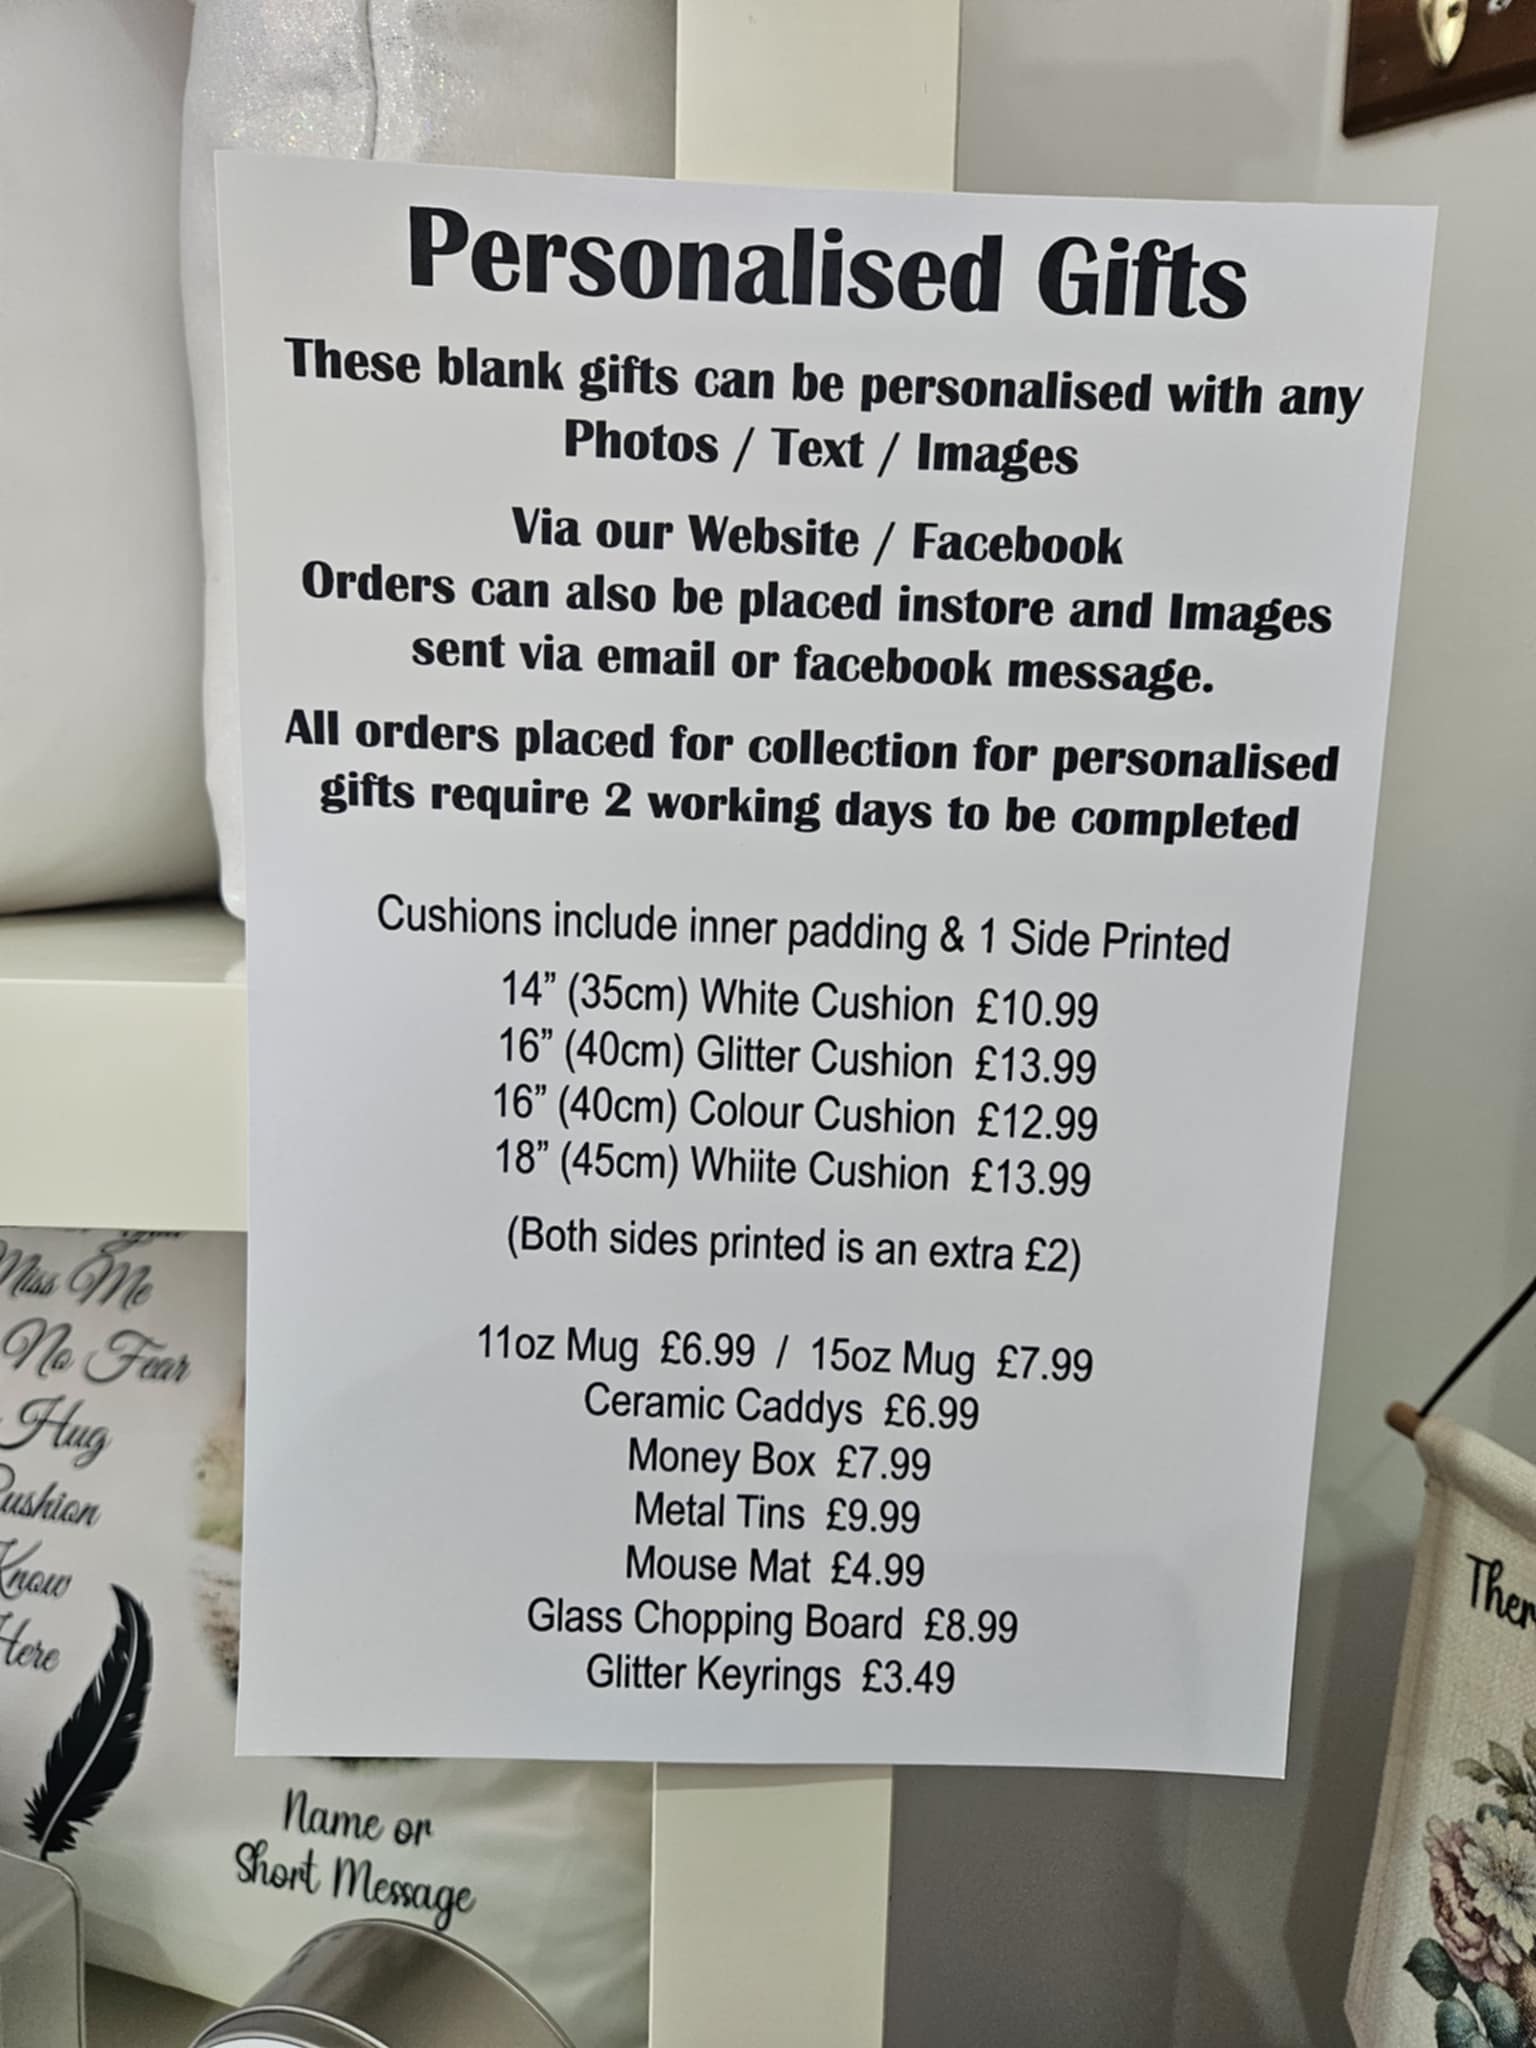 Personalised Gifts
These blank gifts can be personalised with any
Photos / Text / Images
Via our Website / Facebook
Orders can also be placed instore and Images
sent via email or facebook message.
All orders placed for collection for personalised
gifts require 2 working days to be completed
Cushions include inner padding & 1 Side Printed
14” (35cm) White Cushion £10.99
16” (40cm) Glitter Cushion £13.99
16” (40cm) Colour Cushion £12.99
18” (45cm) Whiite Cushion £13.99
(Both sides printed is an extra £2)
11oz Mug £6.99 / 15oz Mug £7.99
Ceramic Caddys £6.99
Money Box £7.99
Metal Tins £9.99
Mouse Mat £4.99
Glass Chopping Board £8.99
Glitter Keyrings £3.49
Miss Me
No Fear
Hug
Cushion
Know
Here
Name or
Short Message